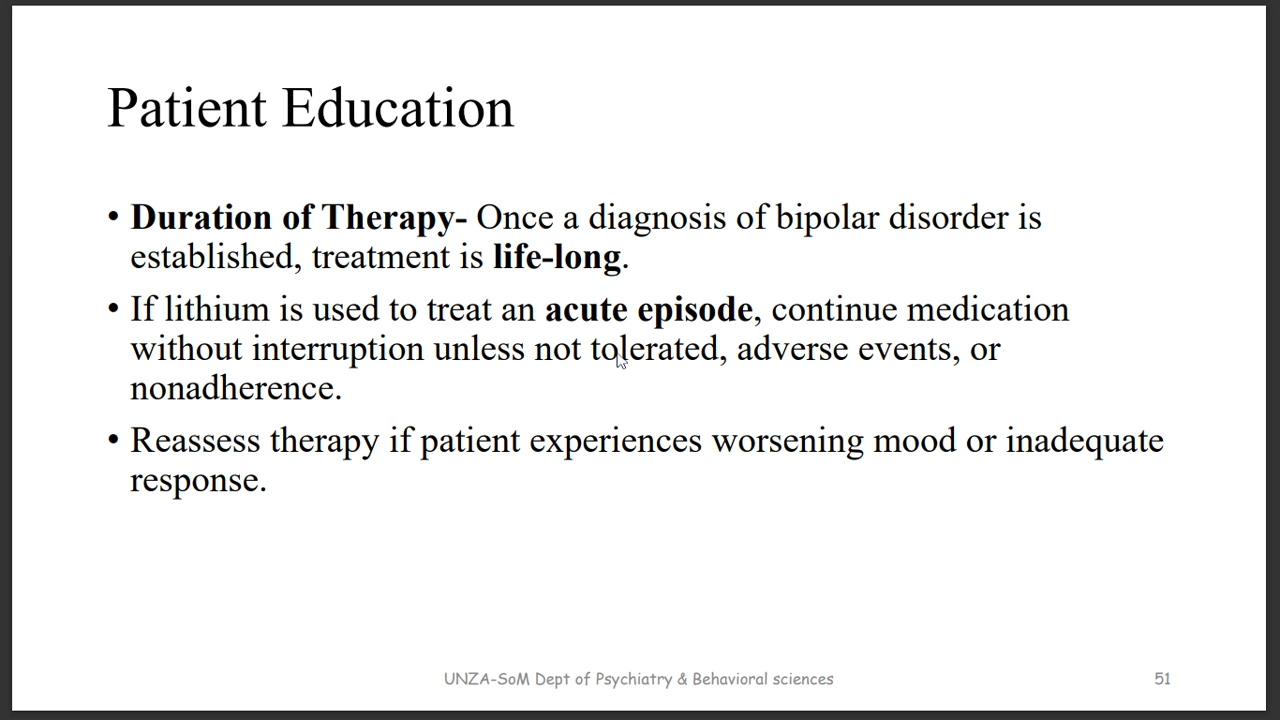 Patient Education
• Duration of Therapy- Once a diagnosis of bipolar disorder is
established, treatment is life-long.
• If lithium is used to treat an acute episode, continue medication
without interruption unless not tolerated, adverse events, or
nonadherence.
• Reassess therapy if patient experiences worsening mood or inadequate
response.
UNZA-SoM Dept of Psychiatry & Behavioral sciences
51